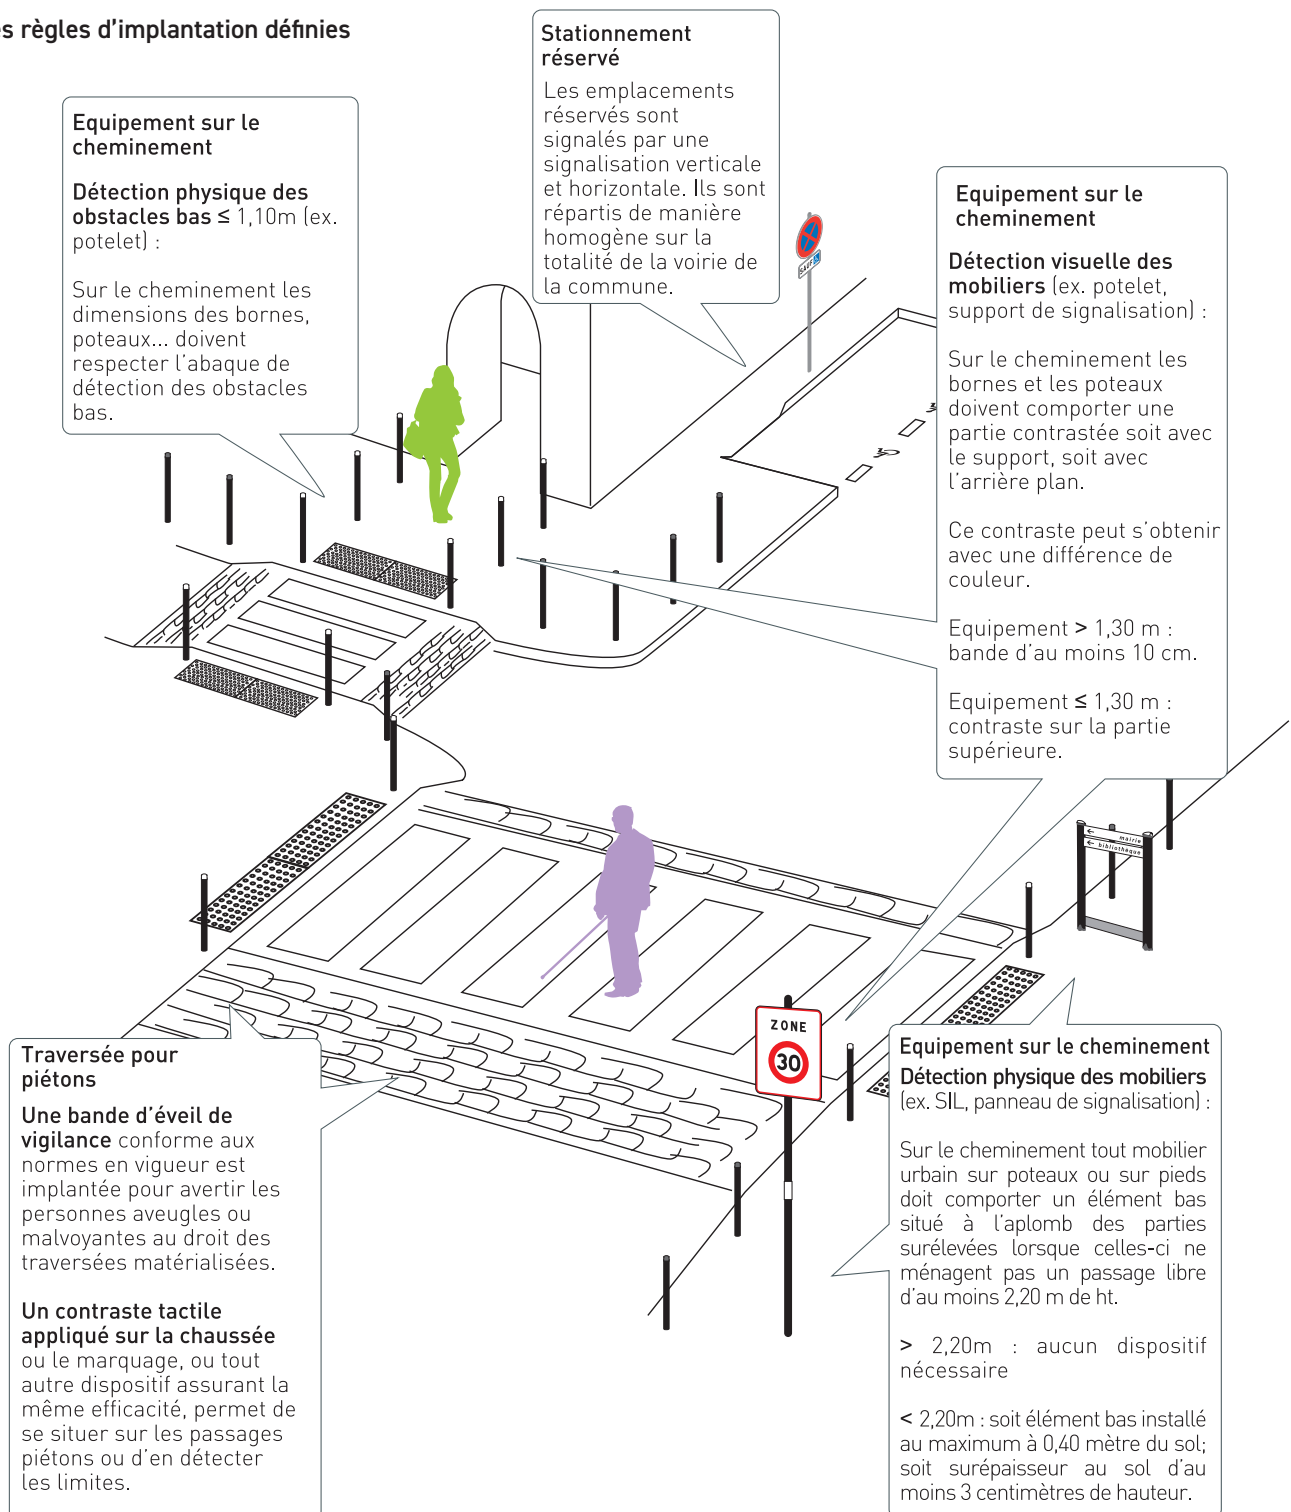 es règles d'implantation définies
Stationnement
réservé
Les emplacements
réservés sont
signalés par une
signalisation verticale
et horizontale. Ils sont
répartis de manière
homogène sur la
totalité de la voirie de
la commune.
Equipement sur le
cheminement
Détection physique des
obstacles bas ≤ 1,10m (ex.
potelet) :
Sur le cheminement les
dimensions des bornes,
poteaux... doivent
respecter l'abaque de
détection des obstacles
bas.
SAUF
Equipement sur le
cheminement
Détection visuelle des
mobiliers (ex. potelet,
support de signalisation) :
Sur le cheminement les
bornes et les poteaux
doivent comporter une
partie contrastée soit avec
le support, soit avec
l'arrière plan.
Ce contraste peut s'obtenir
avec une différence de
couleur.
Equipement > 1,30 m :
bande d'au moins 10 cm.
Equipement ≤ 1,30 m :
contraste sur la partie
supérieure.
← mairie
← bibliothèque
ZONE
30
Traversée pour
piétons
Une bande d'éveil de
vigilance conforme aux
normes en vigueur est
implantée pour avertir les
personnes aveugles ou
malvoyantes au droit des
traversées matérialisées.
Un contraste tactile
appliqué sur la chaussée
ou le marquage, ou tout
autre dispositif assurant la
même efficacité, permet de
se situer sur les passages
piétons ou d'en détecter
les limites.
Equipement sur le cheminement
Détection physique des mobiliers
(ex. SIL, panneau de signalisation) :
Sur le cheminement tout mobilier
urbain sur poteaux ou sur pieds
doit comporter un élément bas
situé à l'aplomb des parties
surélevées lorsque celles-ci ne
ménagent pas un passage libre
d'au moins 2,20 m de ht.
> 2,20m : aucun dispositif
nécessaire
< 2,20m : soit élément bas installé
au maximum à 0,40 mètre du sol;
soit surépaisseur au sol d'au
moins 3 centimètres de hauteur.